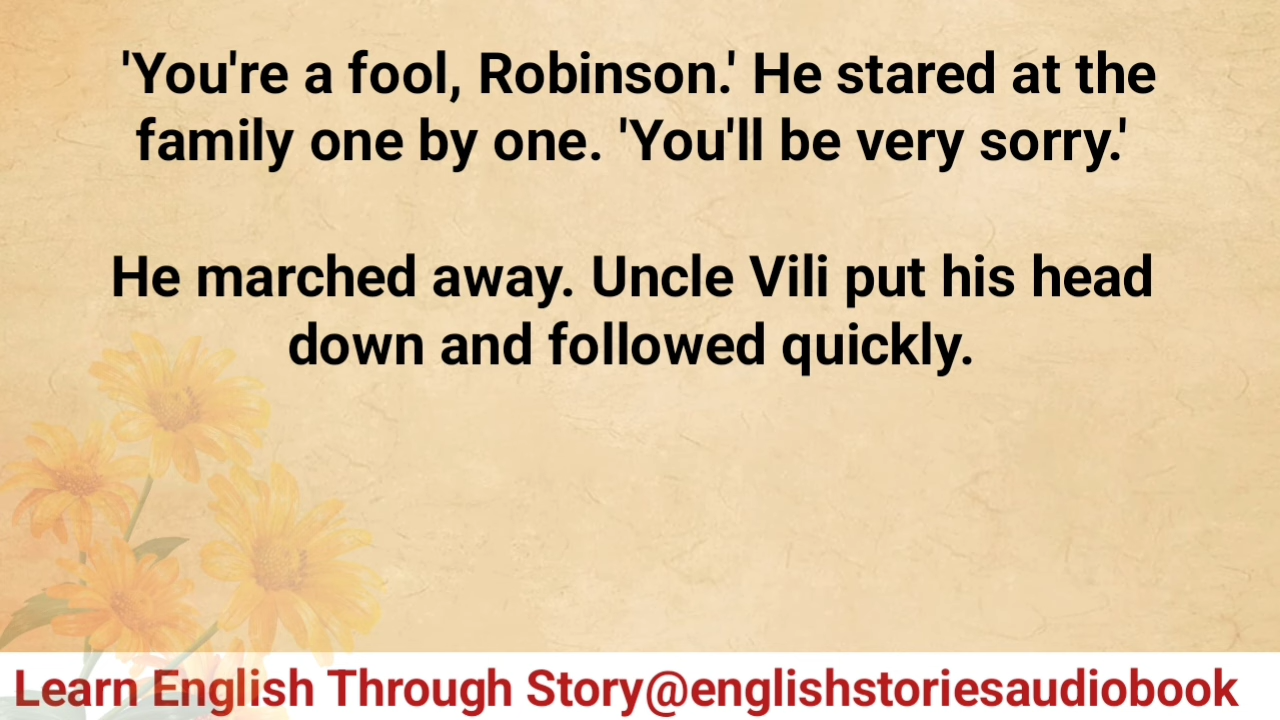 'You're a fool, Robinson.' He stared at the
family one by one. 'You'll be very sorry.'
He marched away. Uncle Vili put his head
down and followed quickly.
Learn English Through Story@englishstoriesaudiobook